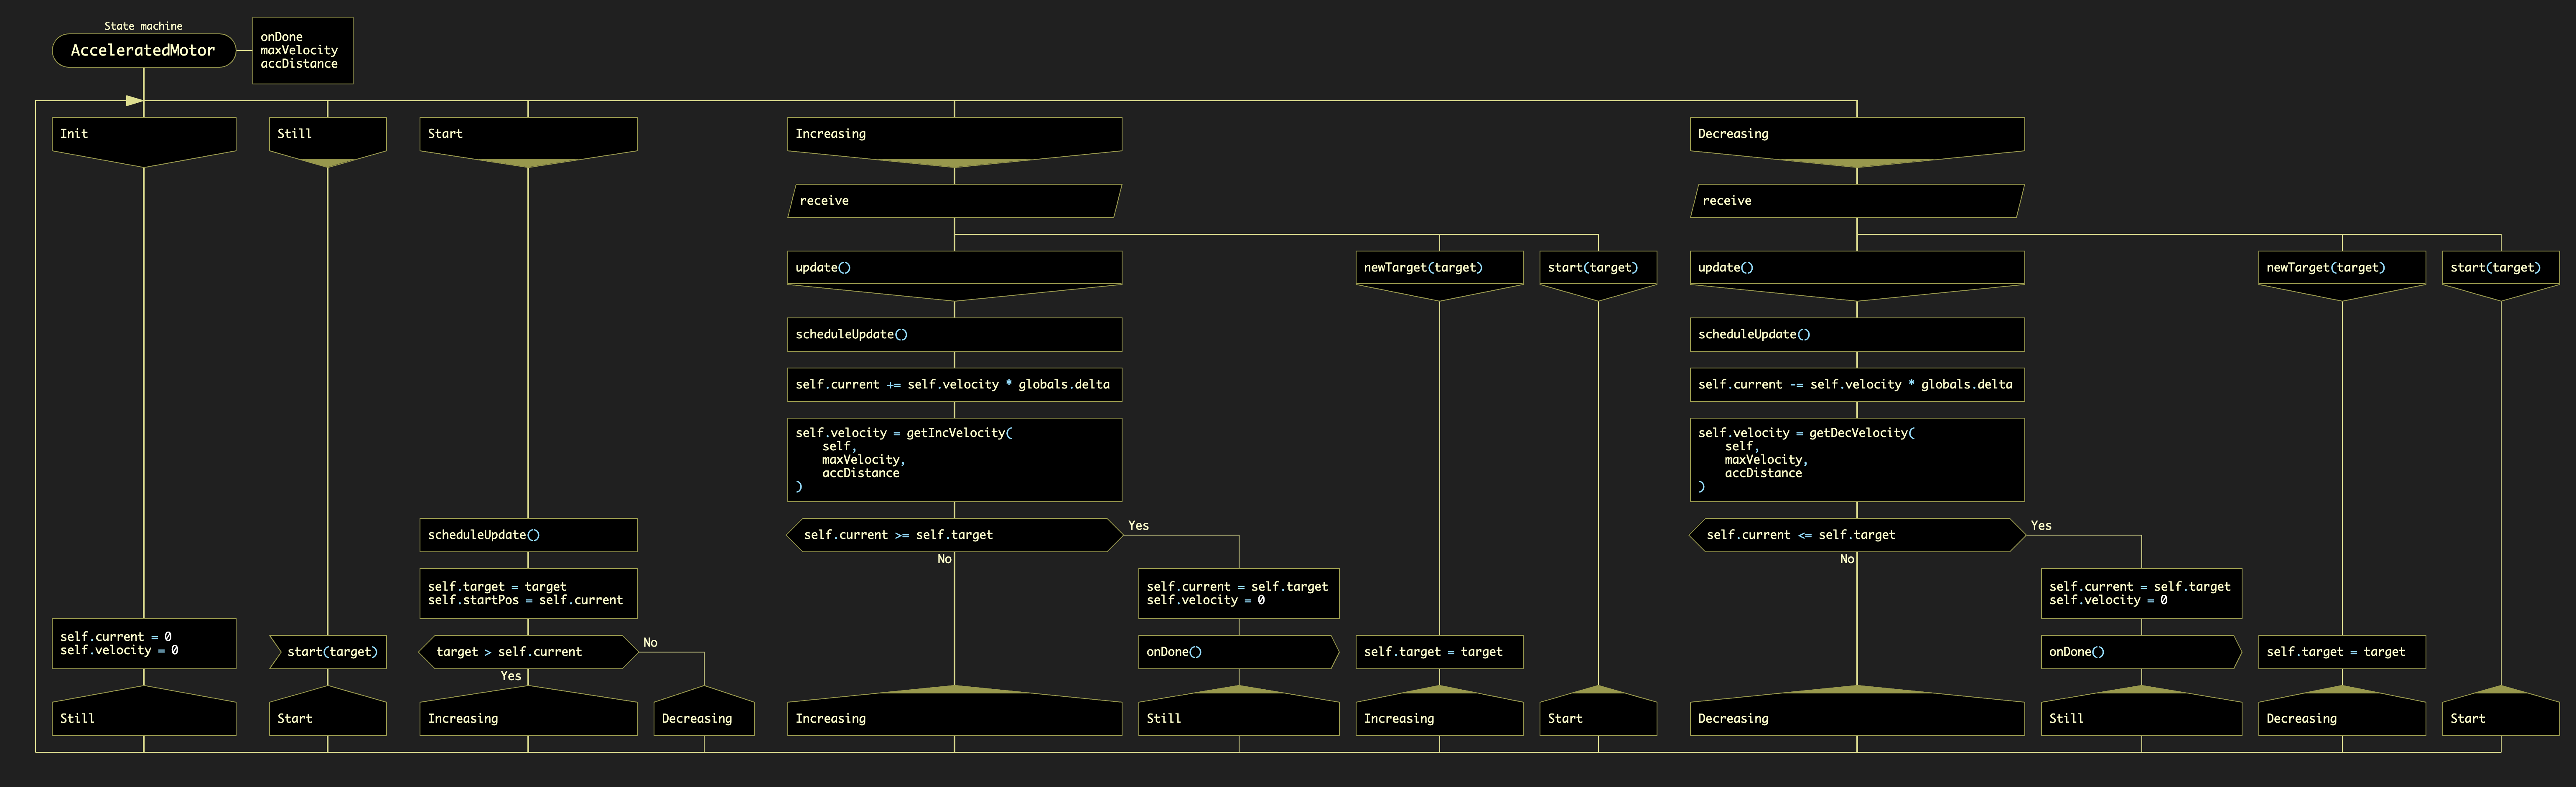 State machine
AcceleratedMotor
onDone
maxVelocity
accDistance
Init
self.current = 0
self.velocity = 0
Still
Still
start(target)
Start
Start
scheduleUpdate()
self.target = target
self.startPos = self.current
target > self.current
No
Yes
Increasing
Decreasing
Increasing
receive
update()
scheduleUpdate()
self.current += self.velocity * globals.delta
self.velocity = getIncVelocity(
self,
maxVelocity,
accDistance
)
self.current >= self.target
Yes
No
Increasing
self.current = self.target
self.velocity = 0
onDone()
Still
newTarget(target)
self.target = target
Increasing
start(target)
Start
Decreasing
receive
update()
scheduleUpdate()
self.current -= self.velocity * globals.delta
self.velocity = getDecVelocity(
self,
maxVelocity,
accDistance
)
self.current <= self.target
Yes
No
Decreasing
self.current = self.target
self.velocity = 0
onDone()
Still
newTarget(target)
self.target = target
Decreasing
start(target)
Start